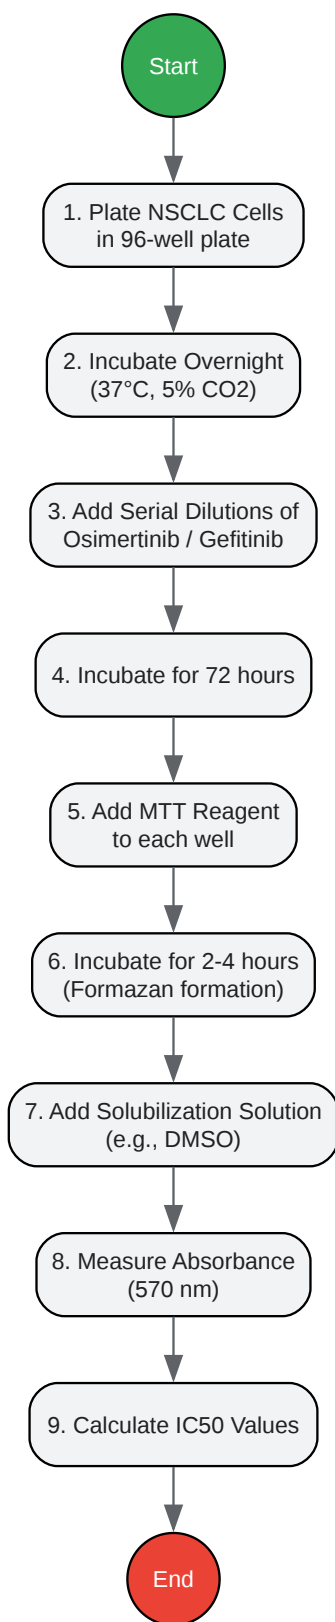 Start
1. Plate NSCLC Cells
in 96-well plate
2. Incubate Overnight
(37°C, 5% CO2)
3. Add Serial Dilutions of
Osimertinib / Gefitinib
4. Incubate for 72 hours
5. Add MTT Reagent
to each well
6. Incubate for 2-4 hours
(Formazan formation)
7. Add Solubilization Solution
(e.g., DMSO)
8. Measure Absorbance
(570 nm)
9. Calculate IC50 Values
End